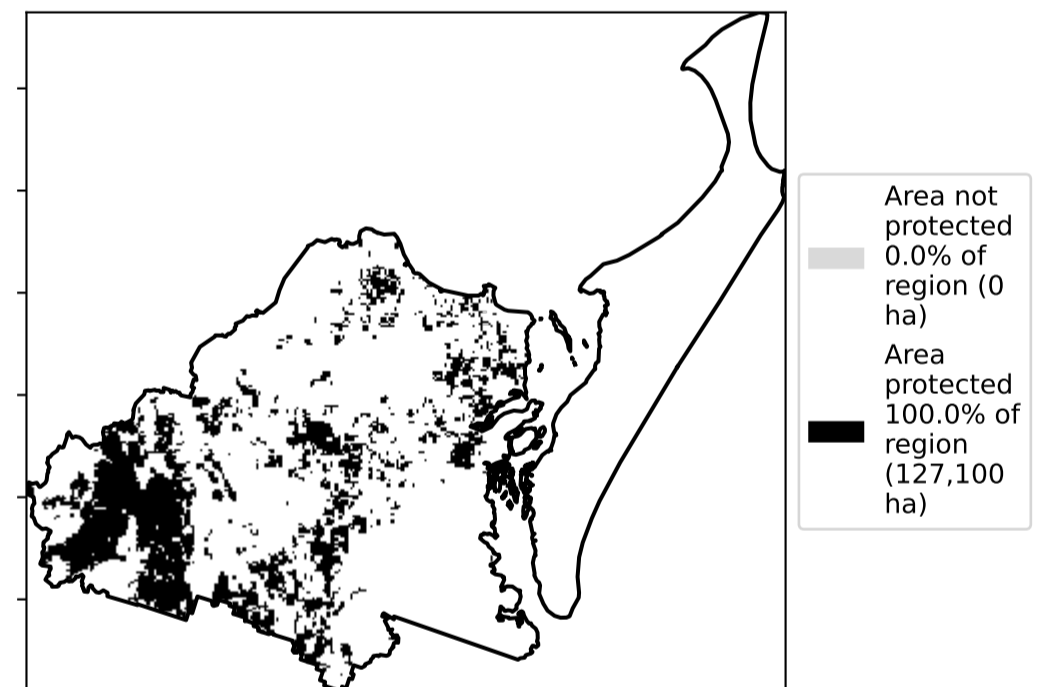 Area not
protected
0.0% of
region (0
ha)
Area
protected
100.0% of
region
(127,100
ha)